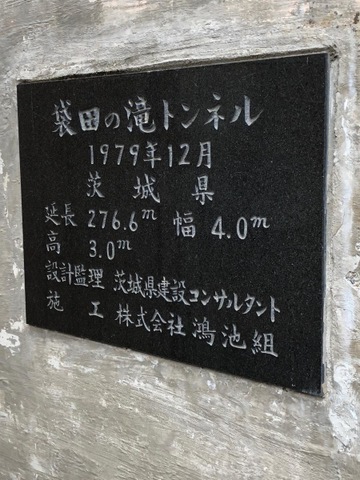 袋田の滝トンネル
1979年12月
茨城県
延長 276.6m 幅 4.0m
高 3.0m
設計監理 茨城県建設コンサルタント
施工 株式会社鴻池組